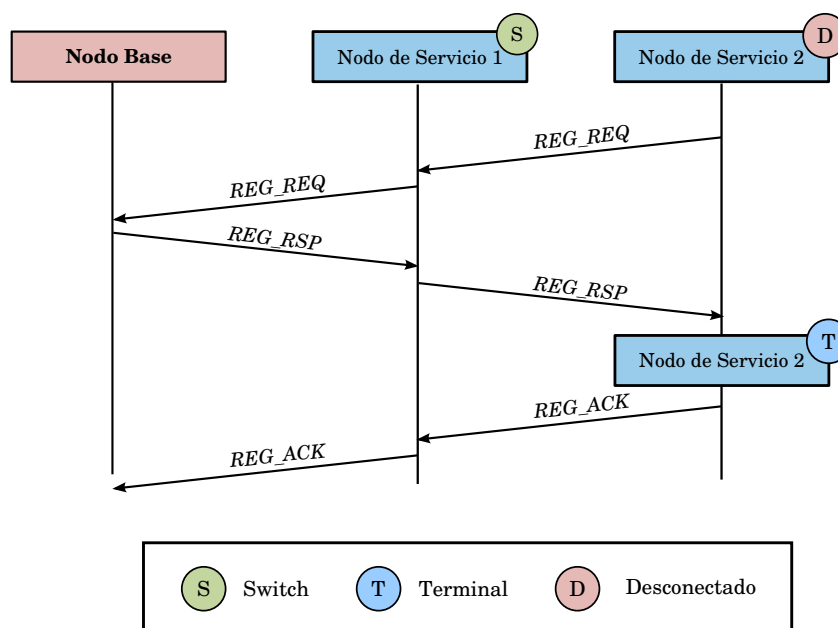 S
D
Nodo Base
Nodo de Servicio 1
Nodo de Servicio 2
REG_REQ
REG_REQ
REG_RSP
REG_RSP
T
Nodo de Servicio 2
REG_ACK
REG_ACK
S Switch
T Terminal
D Desconectado